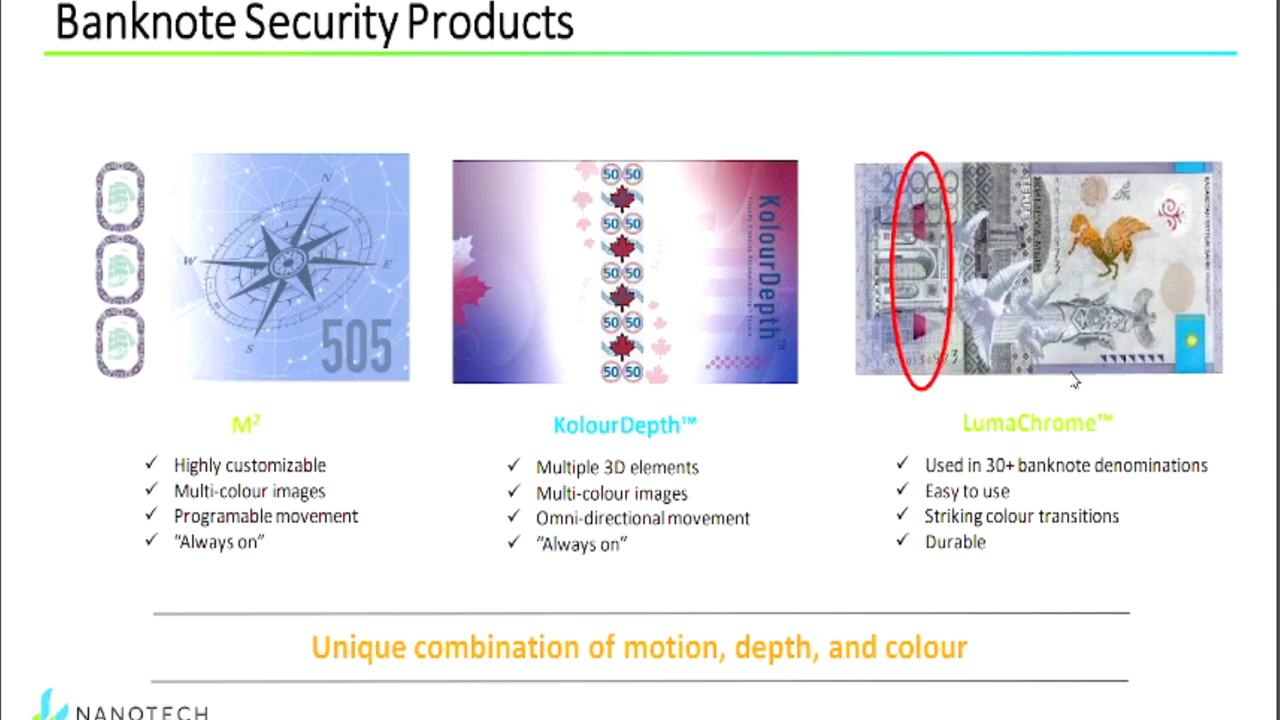 Banknote Security Products
N
W
E
S
505
50 50
50 50
50 50
50 50
50 50
KolourDepth™
20000
M²
Highly customizable
Multi-colour images
Programable movement
“Always on”
KolourDepth™
Multiple 3D elements
Multi-colour images
Omni-directional movement
“Always on”
LumaChrome™
Used in 30+ banknote denominations
Easy to use
Striking colour transitions
Durable
Unique combination of motion, depth, and colour
NANOTECH